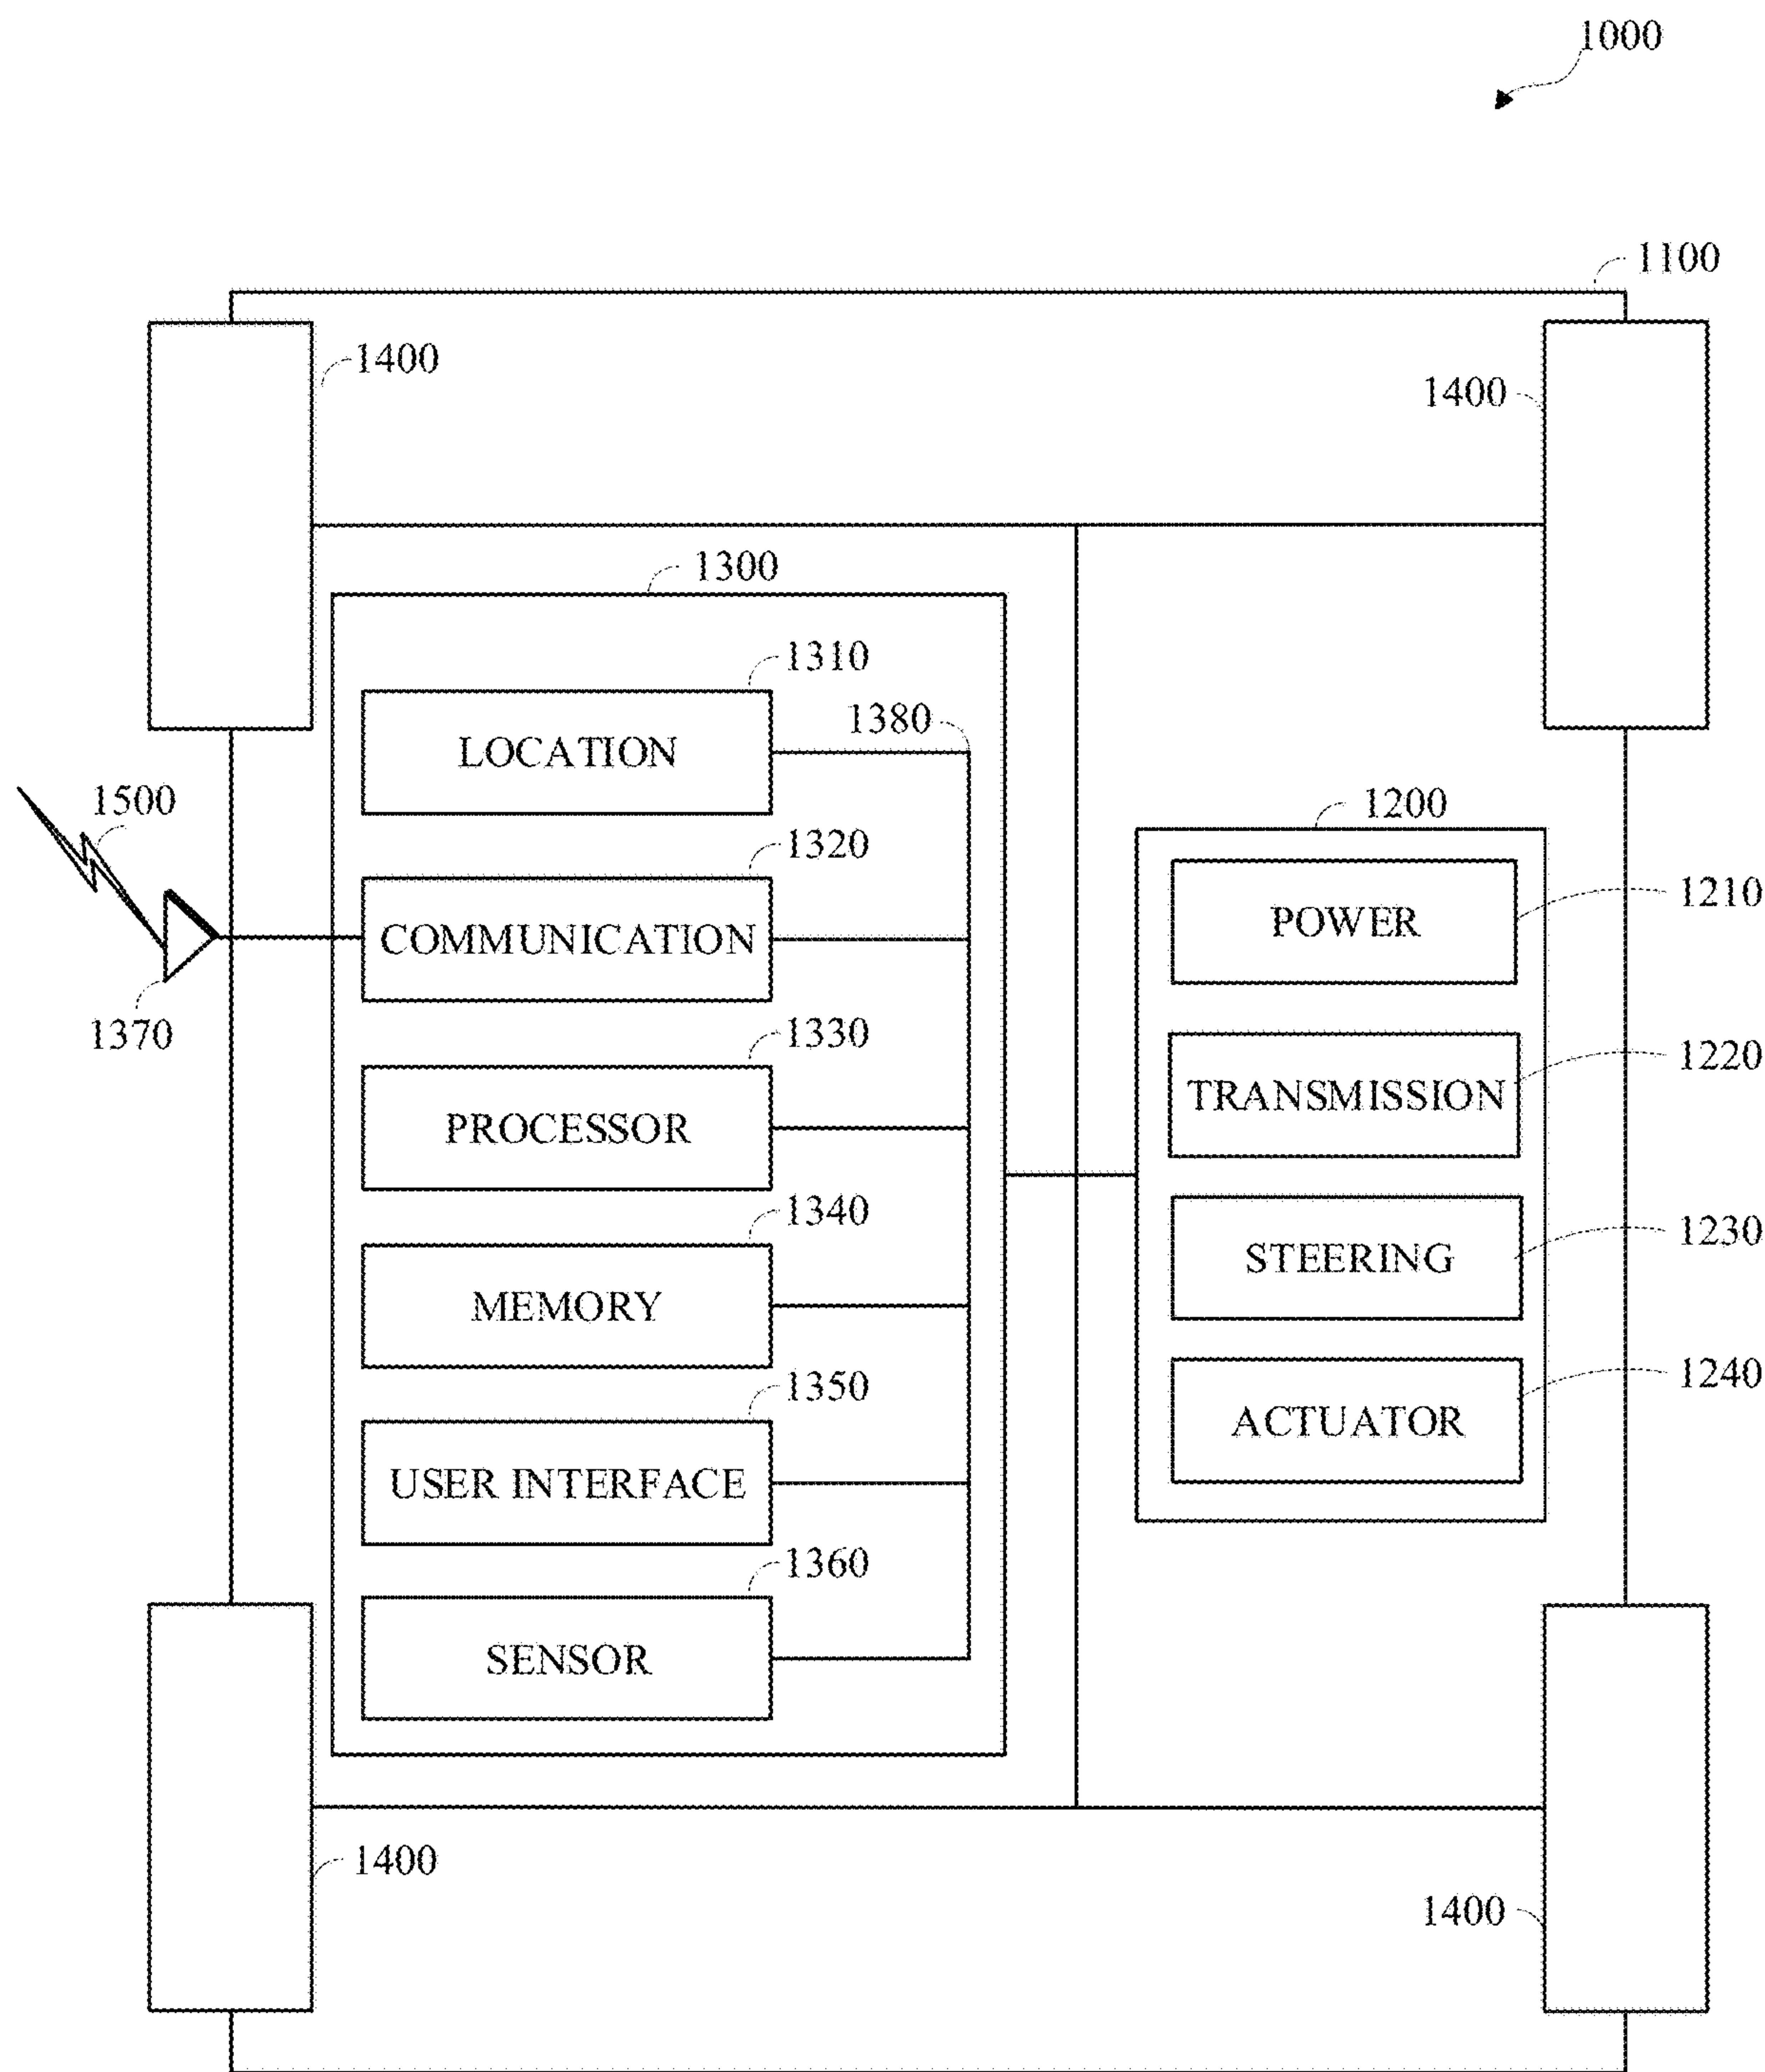 1000
1100
1400
1400
1300
1310
LOCATION
1380
1500
1320
COMMUNICATION
1370
1330
PROCESSOR
1340
MEMORY
1350
USER INTERFACE
1360
SENSOR
1200
POWER
1210
TRANSMISSION
1220
STEERING
1230
ACTUATOR
1240
1400
1400